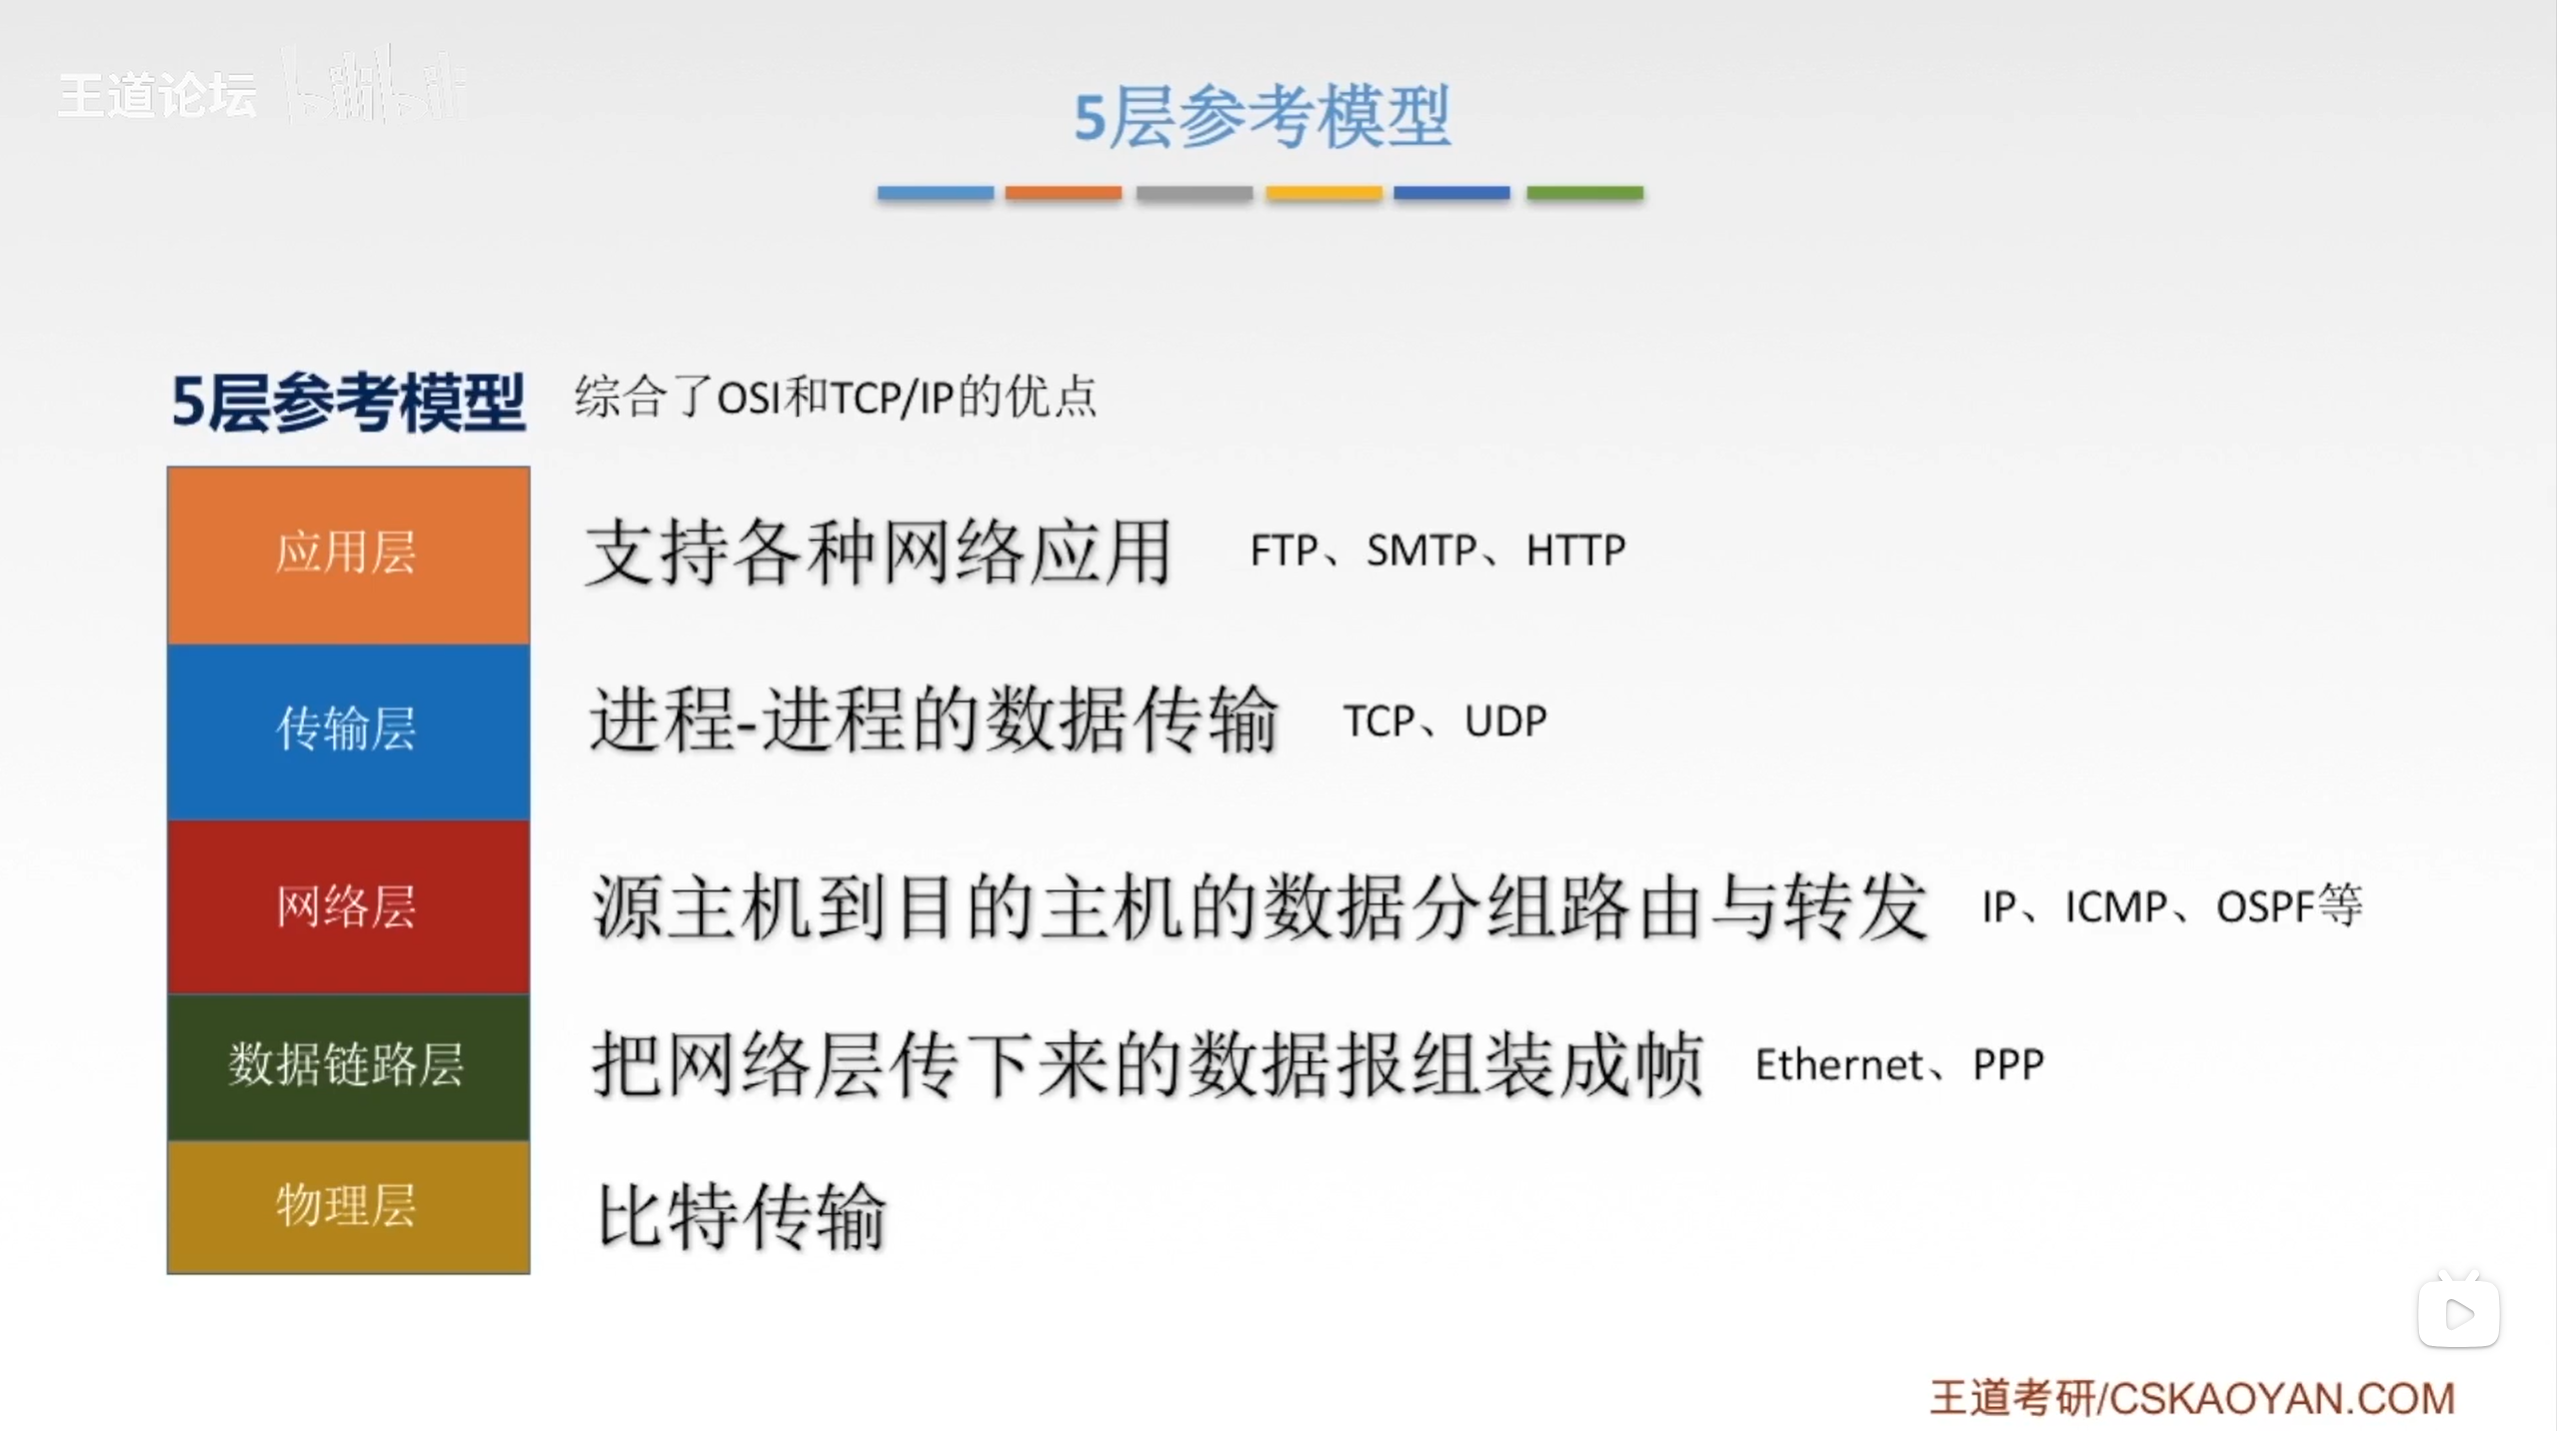 王道论坛 bilibili
5层参考模型
5层参考模型 综合了OSI和TCP/IP的优点
应用层 支持各种网络应用 FTP、SMTP、HTTP
传输层 进程-进程的数据传输 TCP、UDP
网络层 源主机到目的主机的数据分组路由与转发 IP、ICMP、OSPF等
数据链路层 把网络层传下来的数据报组装成帧 Ethernet、PPP
物理层 比特传输
王道考研/CSKAOYAN.COM